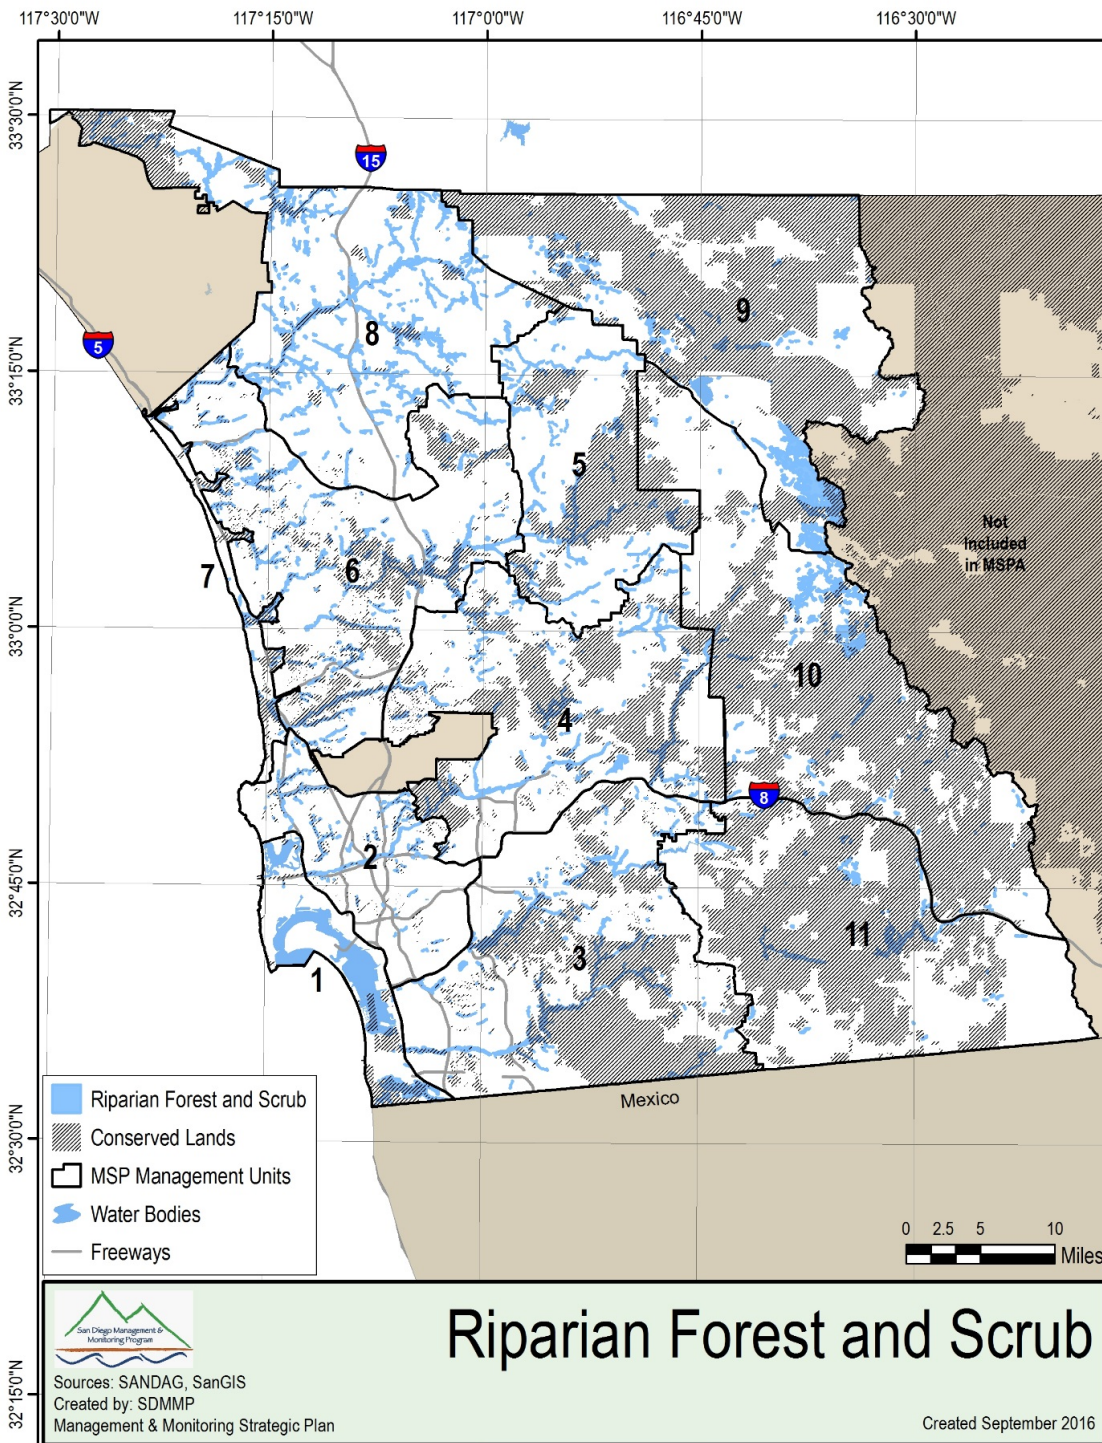 117°30'0"W 117°15'0"W 117°0'0"W 116°45'0"W 116°30'0"W
33°30'0"N
15
9
5
8
33°15'0"N
5
Not
Included
in MSPA
7
6
33°0'0"N
10
4
8
2
32°45'0"N
11
3
1
Riparian Forest and Scrub
Conserved Lands
MSP Management Units
Water Bodies
Freeways
Mexico
32°30'0"N
0 2.5 5 10
Miles
San Diego Management &
Monitoring Program
Riparian Forest and Scrub
Sources: SANDAG, SanGIS
Created by: SDMMP
Management & Monitoring Strategic Plan
Created September 2016
32°15'0"N